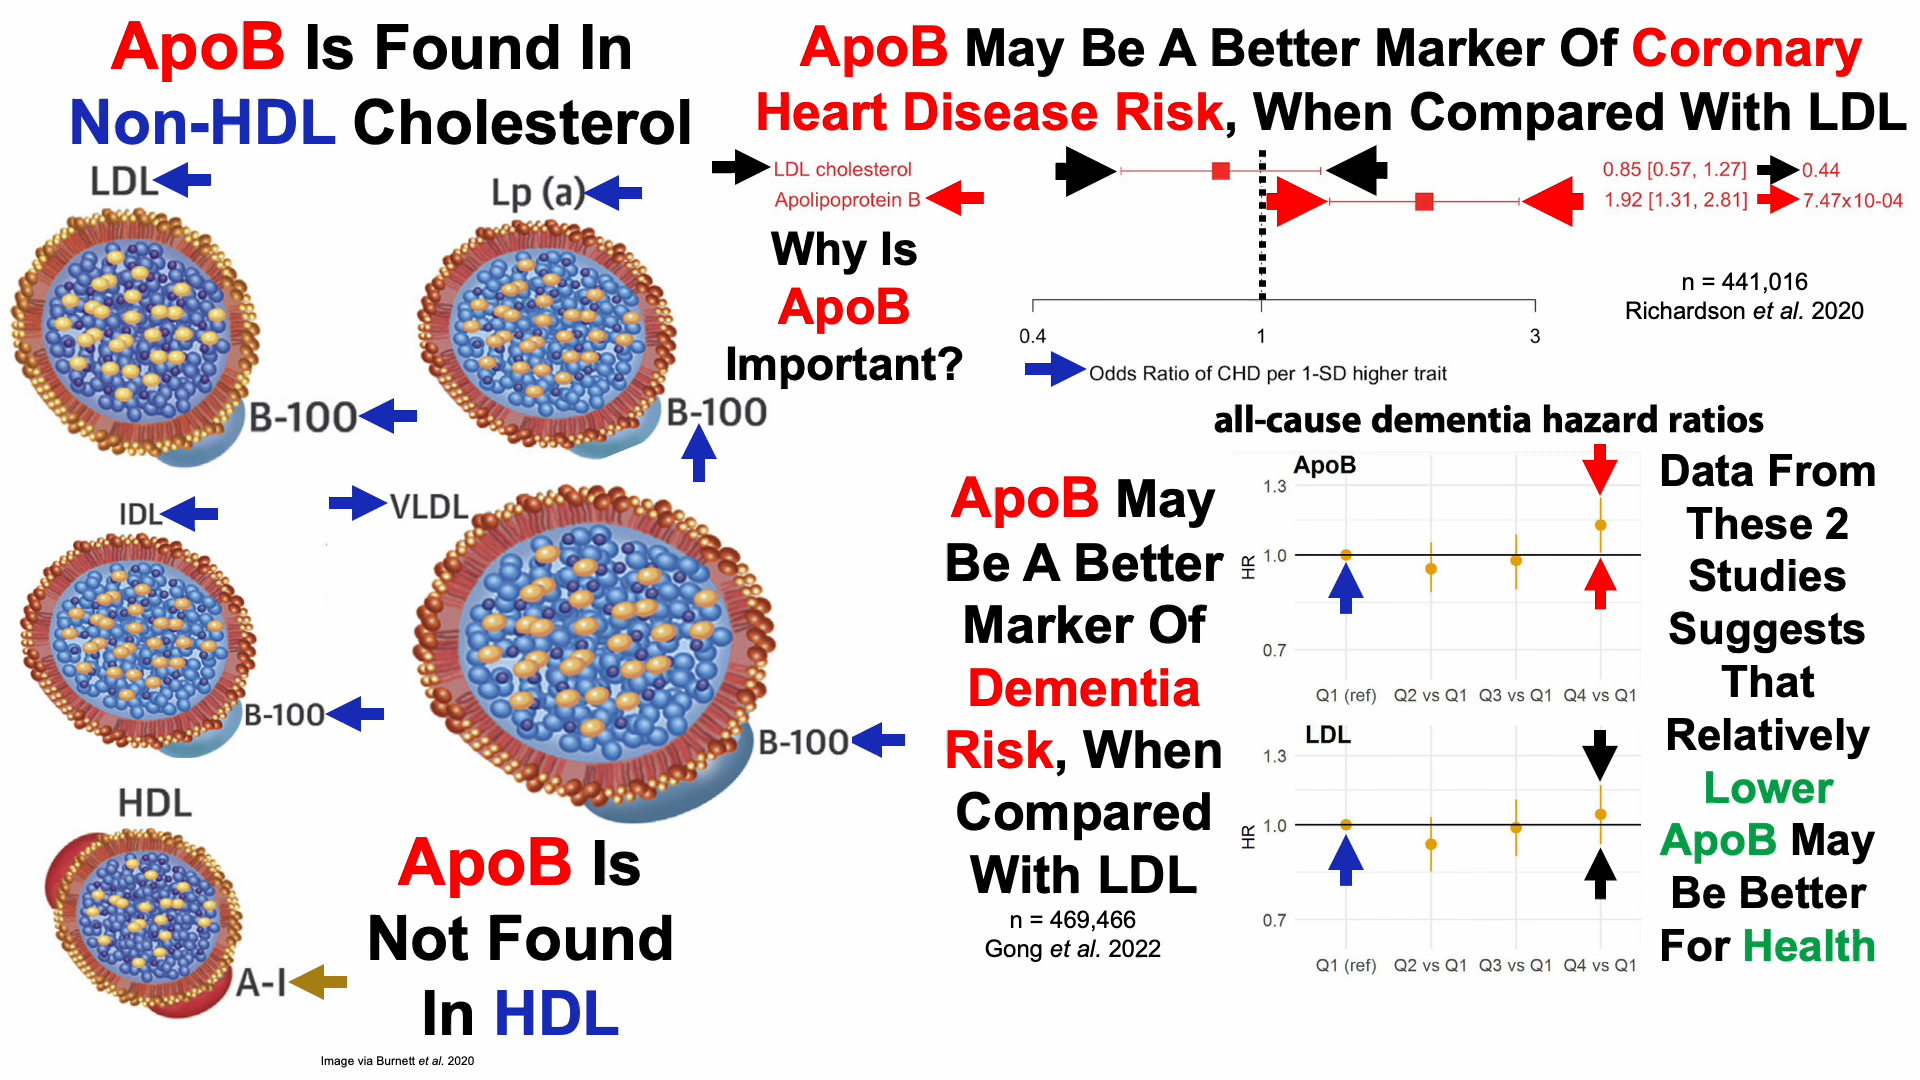 ApoB Is Found In
Non-HDL Cholesterol
LDL
Lp (a)
B-100
B-100
IDL
VLDL
B-100
B-100
HDL
A-I
ApoB Is
Not Found
In HDL
Image via Burnett et al. 2020
ApoB May Be A Better Marker Of Coronary
Heart Disease Risk, When Compared With LDL
LDL cholesterol
0.85 [0.57, 1.27]
0.44
Apolipoprotein B
1.92 [1.31, 2.81]
7.47x10-04
Why Is
ApoB
Important?
n = 441,016
Richardson et al. 2020
0.4
1
3
Odds Ratio of CHD per 1-SD higher trait
ApoB May
Be A Better
Marker Of
Dementia
Risk, When
Compared
With LDL
n = 469,466
Gong et al. 2022
all-cause dementia hazard ratios
ApoB
1.3
1.0
0.7
HR
Q1 (ref) Q2 vs Q1 Q3 vs Q1 Q4 vs Q1
LDL
1.3
1.0
0.7
HR
Q1 (ref) Q2 vs Q1 Q3 vs Q1 Q4 vs Q1
Data From
These 2
Studies
Suggests
That
Relatively
Lower
ApoB May
Be Better
For Health